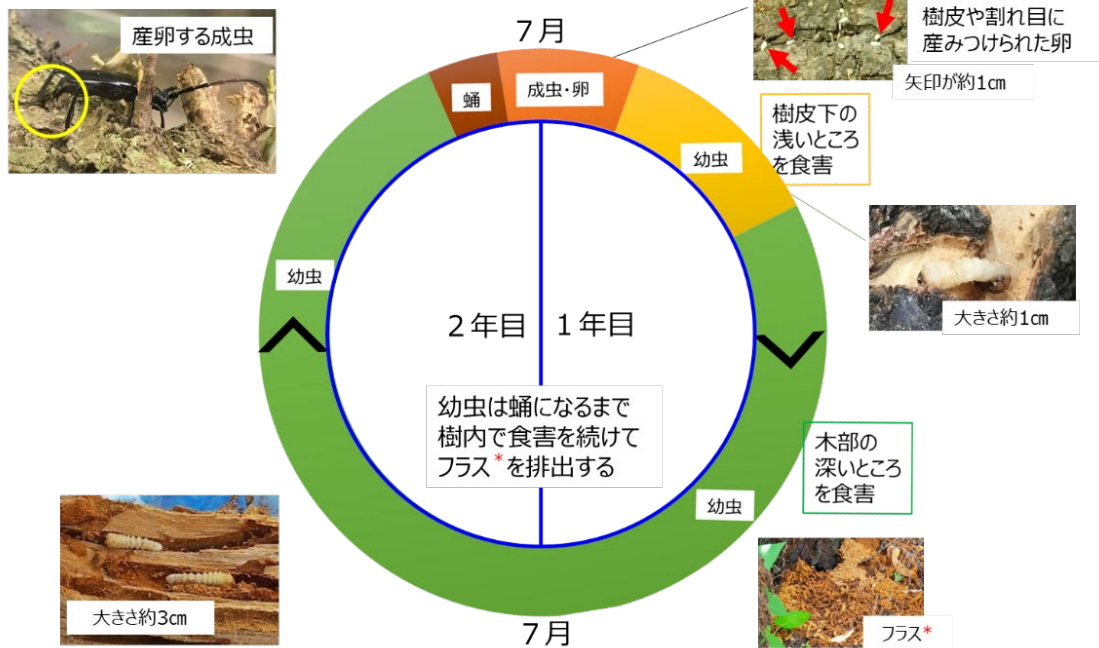 産卵する成虫
7月
樹皮や割れ目に
産みつけられた卵
矢印が約1cm
蛹
成虫・卵
幼虫
樹皮下の
浅いところ
を食害
大きさ約1cm
幼虫
2年目
1年目
幼虫は蛹になるまで
樹内で食害を続けて
フラス*を排出する
木部の
深いところ
を食害
幼虫
大きさ約3cm
フラス*
7月